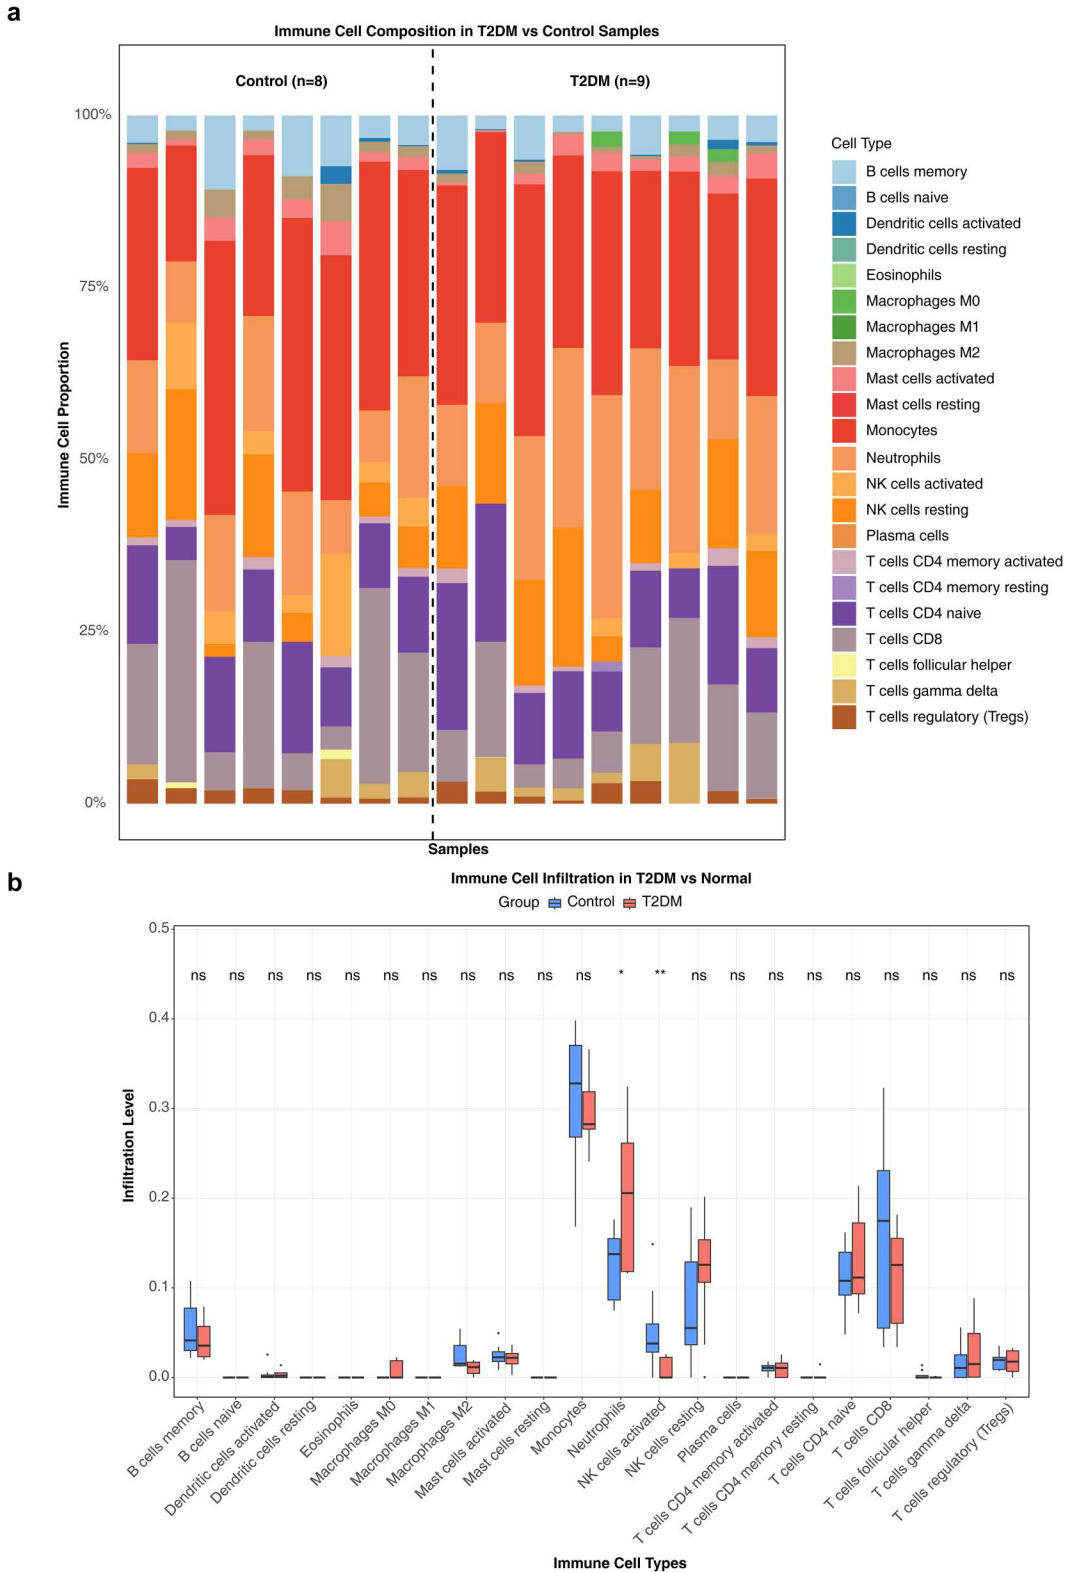 a
Immune Cell Composition in T2DM vs Control Samples
Control (n=8)
T2DM (n=9)
100%
75%
50%
25%
0%
Immune Cell Proportion
Samples
Cell Type
B cells memory
B cells naive
Dendritic cells activated
Dendritic cells resting
Eosinophils
Macrophages M0
Macrophages M1
Macrophages M2
Mast cells activated
Mast cells resting
Monocytes
Neutrophils
NK cells activated
NK cells resting
Plasma cells
T cells CD4 memory activated
T cells CD4 memory resting
T cells CD4 naive
T cells CD8
T cells follicular helper
T cells gamma delta
T cells regulatory (Tregs)
b
Immune Cell Infiltration in T2DM vs Normal
Group Control T2DM
0.5
0.4
0.3
0.2
0.1
0.0
Infiltration Level
ns ns ns ns ns ns ns ns ns ns ns * ** ns ns ns ns ns ns ns ns ns
B cells memory
B cells naive
Dendritic cells activated
Dendritic cells resting
Eosinophils
Macrophages M0
Macrophages M1
Macrophages M2
Mast cells activated
Mast cells resting
Monocytes
Neutrophils
NK cells activated
NK cells resting
Plasma cells
T cells CD4 memory activated
T cells CD4 memory resting
T cells CD4 naive
T cells CD8
T cells follicular helper
T cells gamma delta
T cells regulatory (Tregs)
Immune Cell Types